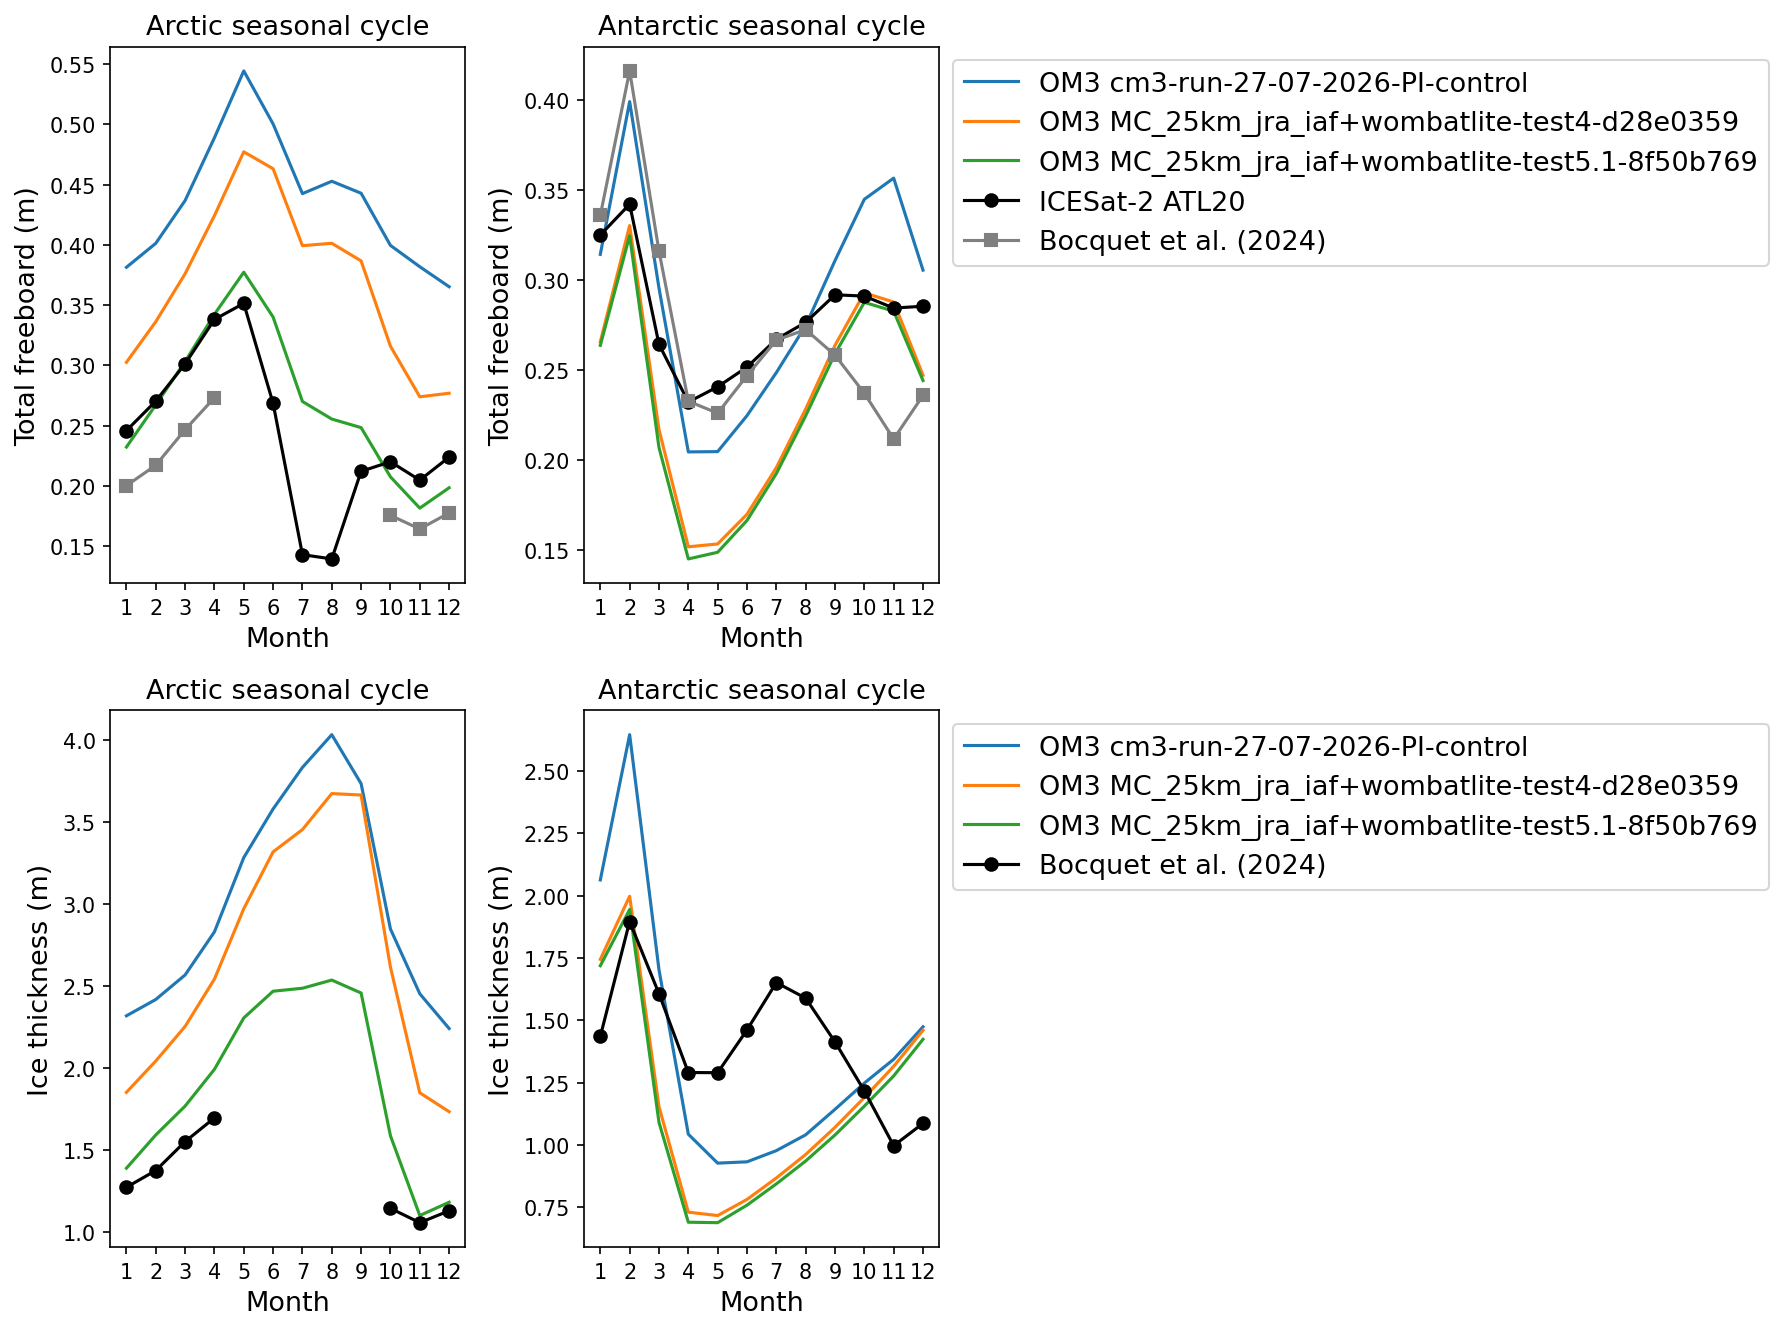 Arctic seasonal cycle
Antarctic seasonal cycle
Total freeboard (m)
0.55
0.50
0.45
0.40
0.35
0.30
0.25
0.20
0.15
1 2 3 4 5 6 7 8 9 10 11 12
Month
Total freeboard (m)
0.40
0.35
0.30
0.25
0.20
0.15
1 2 3 4 5 6 7 8 9 10 11 12
Month
OM3 cm3-run-27-07-2026-PI-control
OM3 MC_25km_jra_iaf+wombatlite-test4-d28e0359
OM3 MC_25km_jra_iaf+wombatlite-test5.1-8f50b769
ICESat-2 ATL20
Bocquet et al. (2024)
Arctic seasonal cycle
Antarctic seasonal cycle
Ice thickness (m)
4.0
3.5
3.0
2.5
2.0
1.5
1.0
1 2 3 4 5 6 7 8 9 10 11 12
Month
Ice thickness (m)
2.50
2.25
2.00
1.75
1.50
1.25
1.00
0.75
1 2 3 4 5 6 7 8 9 10 11 12
Month
OM3 cm3-run-27-07-2026-PI-control
OM3 MC_25km_jra_iaf+wombatlite-test4-d28e0359
OM3 MC_25km_jra_iaf+wombatlite-test5.1-8f50b769
Bocquet et al. (2024)